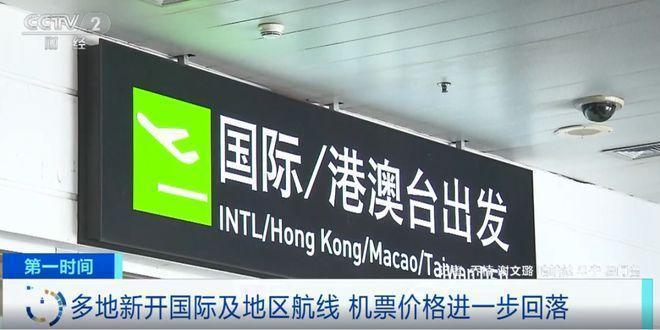 CCTV 2
财经
国际/港澳台出发
INTL/Hong Kong/Macao/Taiwan
第一时间
多地新开国际及地区航线 机票价格进一步回落